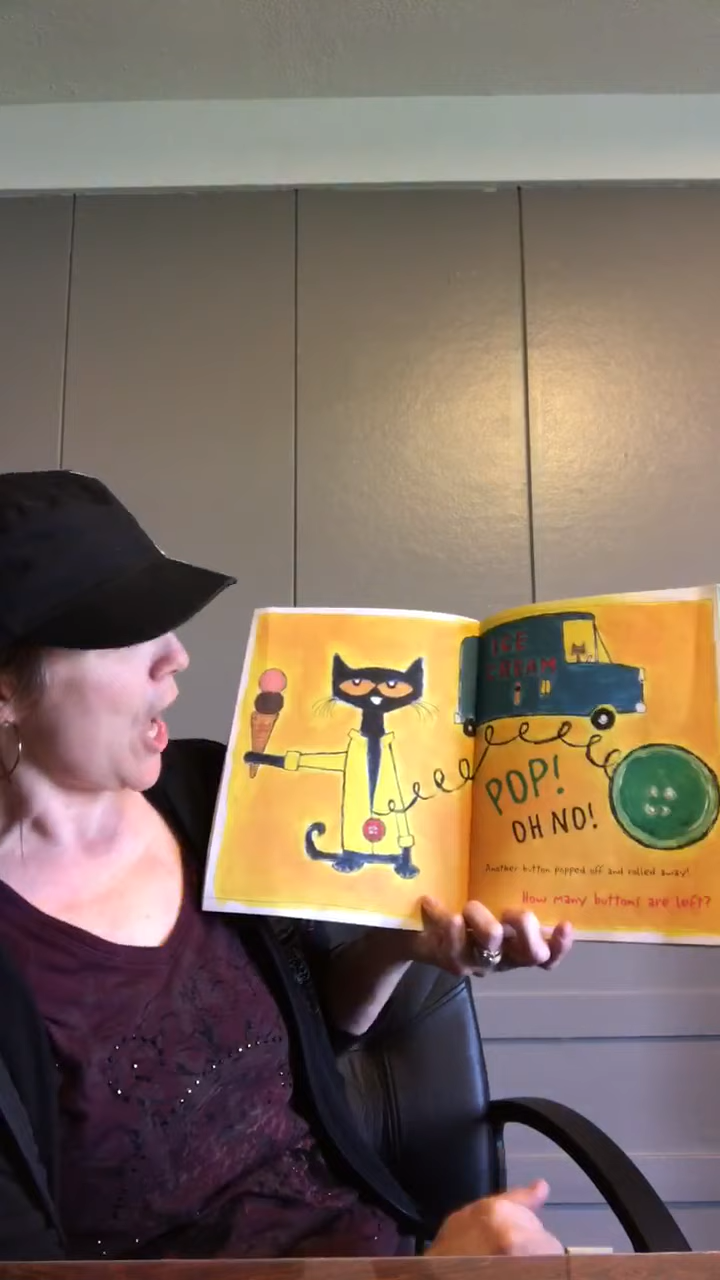 ICE
CREAM
POP!
OH NO!
Another button popped off and rolled away!
How many buttons are left?